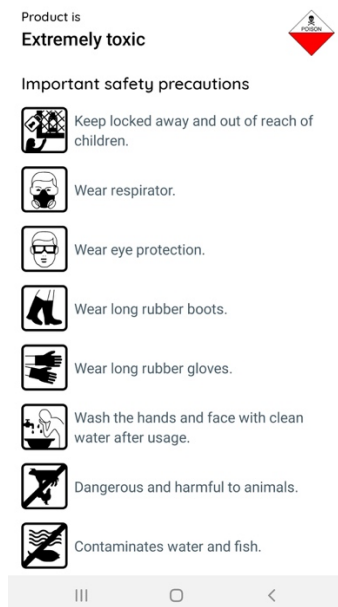 Product is
Extremely toxic
POISON
Important safety precautions
Keep locked away and out of reach of
children.
Wear respirator.
Wear eye protection.
Wear long rubber boots.
Wear long rubber gloves.
Wash the hands and face with clean
water after usage.
Dangerous and harmful to animals.
Contaminates water and fish.